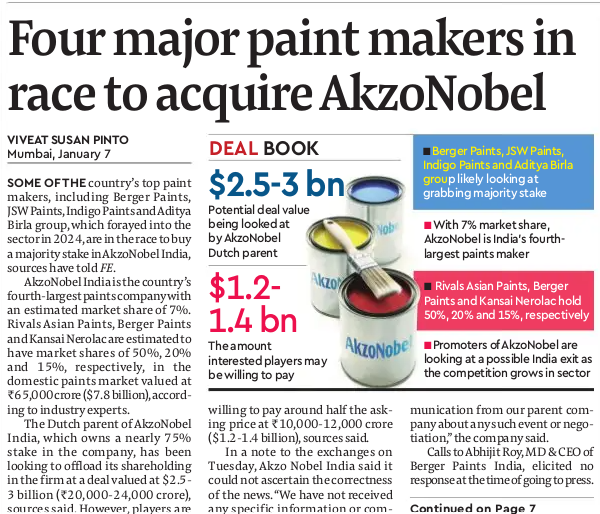 Four major paint makers in
race to acquire AkzoNobel
VIVEAT SUSAN PINTO
Mumbai, January 7
SOME OF THE country's top paint
makers, including Berger Paints,
JSW Paints, Indigo Paints and Aditya
Birla group, which forayed into the
sector in 2024, are in the race to buy
a majority stake in AkzoNobel India,
sources have told FE.
AkzoNobel India is the country's
fourth-largest paints company with
an estimated market share of 7%.
Rivals Asian Paints, Berger Paints
and Kansai Nerolac are estimated to
have market shares of 50%, 20%
and 15%, respectively, in the
domestic paints market valued at
₹65,000 crore ($7.8 billion), accord-
ing to industry experts.
The Dutch parent of AkzoNobel
India, which owns a nearly 75%
stake in the company, has been
looking to offload its shareholding
in the firm at a deal valued at $2.5-
3 billion (₹20,000-24,000 crore),
sources said. However, players are
DEAL BOOK
$2.5-3 bn
Potential deal value
being looked at
by AkzoNobel
Dutch parent
$1.2-
1.4 bn
The amount
interested players may
be willing to pay
AkzoNobel
■ Berger Paints, JSW Paints,
Indigo Paints and Aditya Birla
group likely looking at
grabbing majority stake
■ With 7% market share,
AkzoNobel is India's fourth-
largest paints maker
■ Rivals Asian Paints, Berger
Paints and Kansai Nerolac hold
50%, 20% and 15%, respectively
■ Promoters of AkzoNobel are
looking at a possible India exit as
the competition grows in sector
willing to pay around half the ask-
ing price at ₹10,000-12,000 crore
($1.2-1.4 billion), sources said.
In a note to the exchanges on
Tuesday, Akzo Nobel India said it
could not ascertain the correctness
of the news. “We have not received
any specific information or com-
munication from our parent com-
pany about any such event or nego-
tiation,” the company said.
Calls to Abhijit Roy, MD & CEO of
Berger Paints India, elicited no
response at the time of going to press.
Continued on Page 7